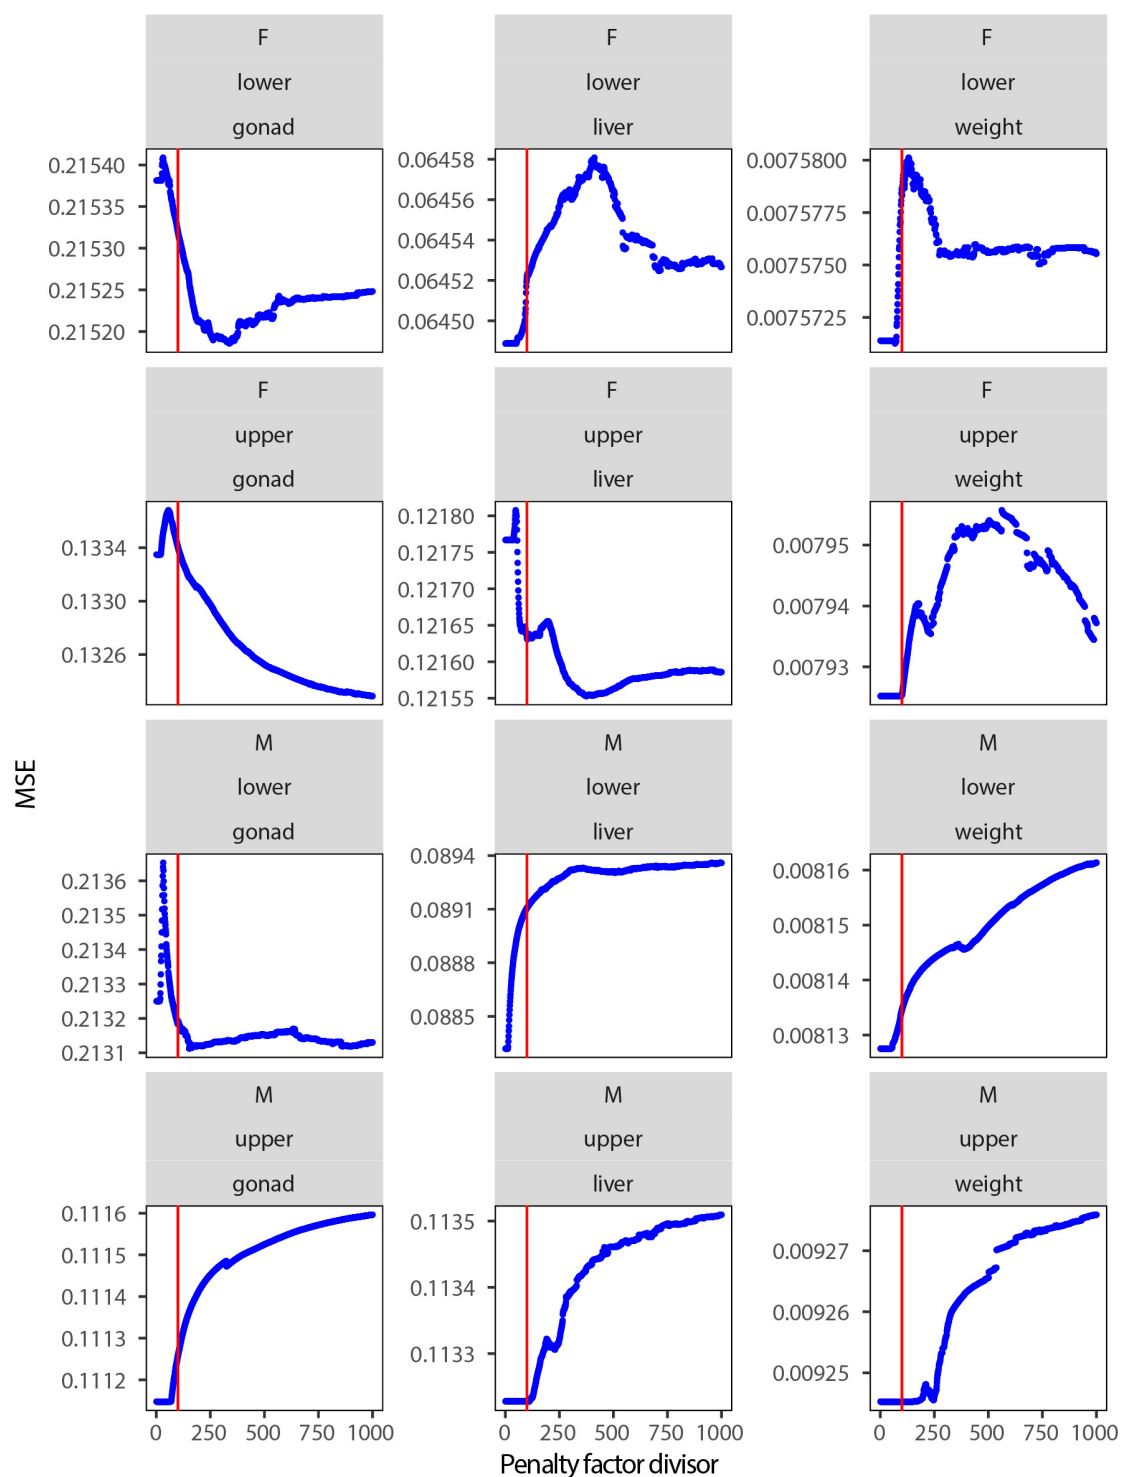 F
F
F
lower
lower
lower
gonad
liver
weight
0.21540
0.21535
0.21530
0.21525
0.21520
0.06458
0.06456
0.06454
0.06452
0.06450
0.0075800
0.0075775
0.0075750
0.0075725
F
F
F
upper
upper
upper
gonad
liver
weight
0.1334
0.1330
0.1326
0.12180
0.12175
0.12170
0.12165
0.12160
0.12155
0.00795
0.00794
0.00793
MSE
M
M
M
lower
lower
lower
gonad
liver
weight
0.2136
0.2135
0.2134
0.2133
0.2132
0.2131
0.0894
0.0891
0.0888
0.0885
0.00816
0.00815
0.00814
0.00813
M
M
M
upper
upper
upper
gonad
liver
weight
0.1116
0.1115
0.1114
0.1113
0.1112
0.1135
0.1134
0.1133
0.00927
0.00926
0.00925
0 250 500 750 1000
0 250 500 750 1000
0 250 500 750 1000
Penalty factor divisor